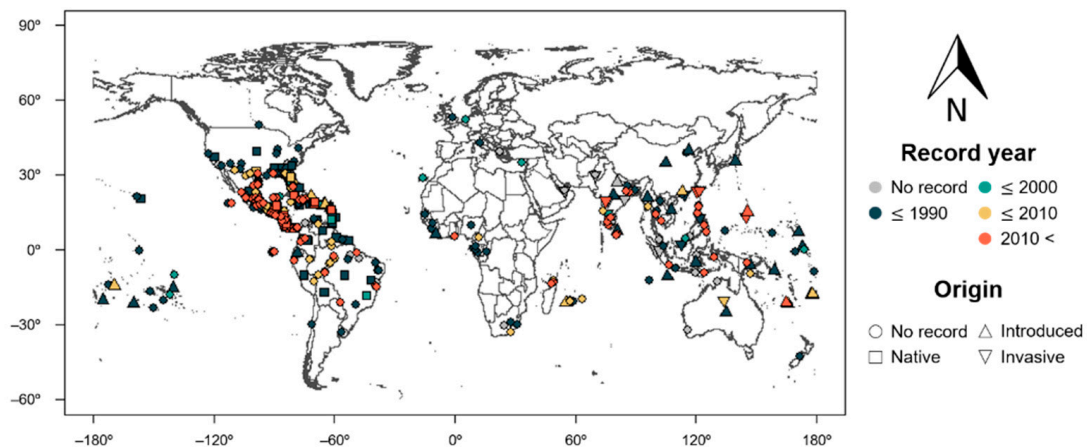 90°
60°
30°
0°
−30°
−60°
−180°
−120°
−60°
0°
60°
120°
180°
N
Record year
No record
≤ 2000
≤ 1990
≤ 2010
2010 <
Origin
No record
Introduced
Native
Invasive